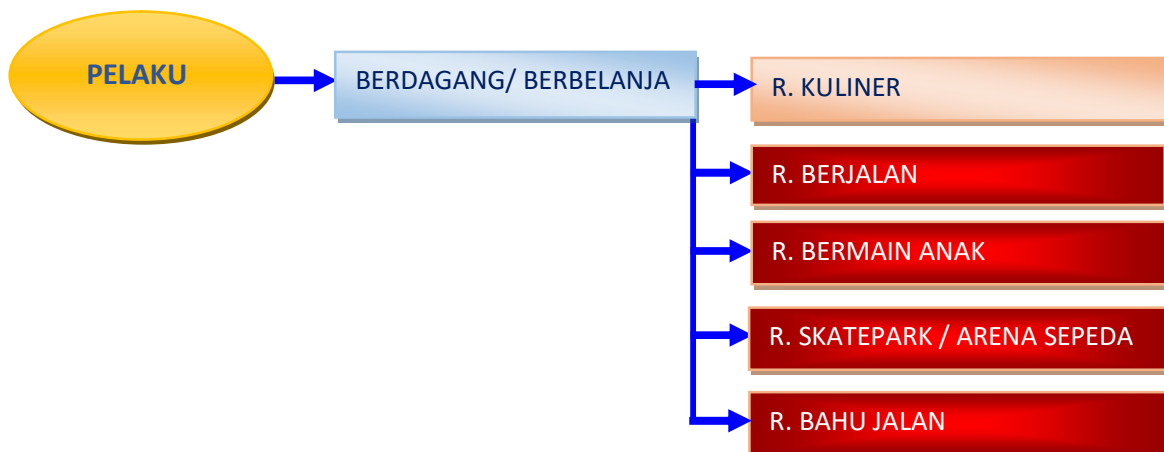 PELAKU
BERDAGANG/ BERBELANJA
R. KULINER
R. BERJALAN
R. BERMAIN ANAK
R. SKATEPARK / ARENA SEPEDA
R. BAHU JALAN